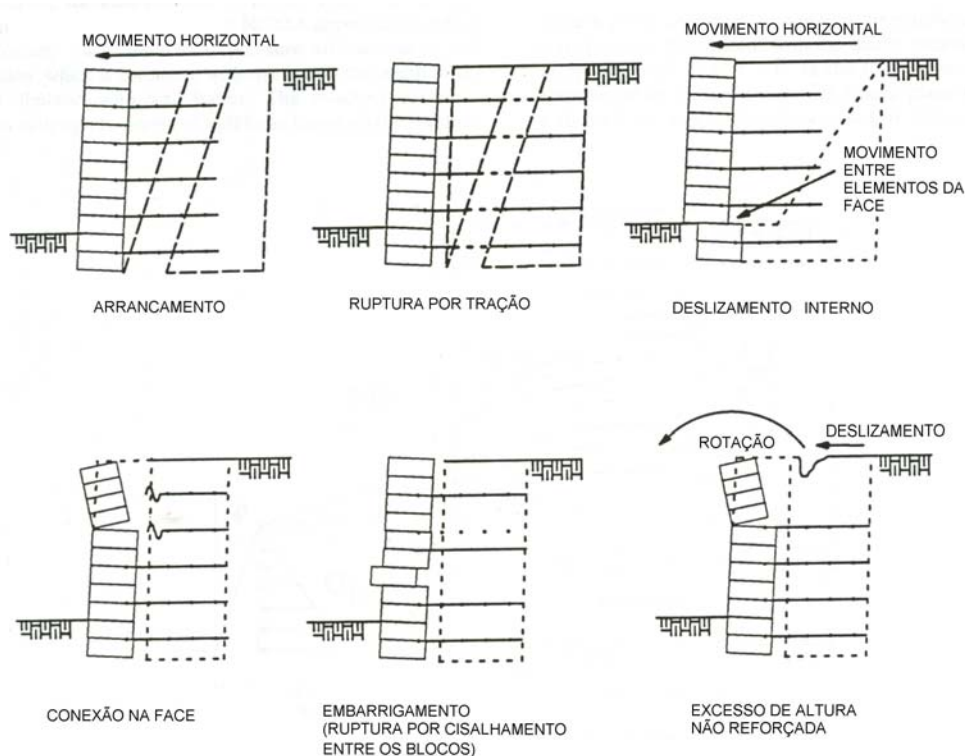 MOVIMENTO HORIZONTAL
MOVIMENTO HORIZONTAL
MOVIMENTO
ENTRE
ELEMENTOS DA
FACE
ARRANCAMENTO
RUPTURA POR TRAÇÃO
DESLIZAMENTO INTERNO
ROTAÇÃO
DESLIZAMENTO
CONEXÃO NA FACE
EMBARRIGAMENTO
(RUPTURA POR CISALHAMENTO
ENTRE OS BLOCOS)
EXCESSO DE ALTURA
NÃO REFORÇADA